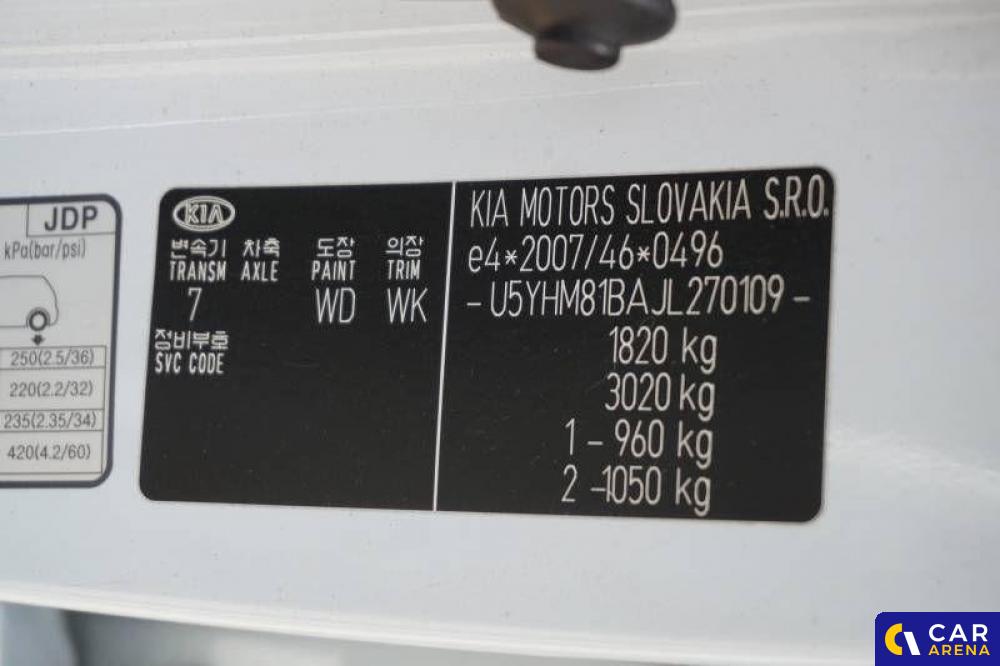 JDP
kPa(bar/psi)
250(2.5/36)
220(2.2/32)
235(2.35/34)
420(4.2/60)
KIA
변속기 차축 도장 의장
TRANSM AXLE PAINT TRIM
7 WD WK
정비부호
SVC CODE
KIA MOTORS SLOVAKIA S.R.O.
e4*2007/46*0496
- U5YHM81BAJL270109 -
1820 kg
3020 kg
1 - 960 kg
2 -1050 kg
CAR
ARENA